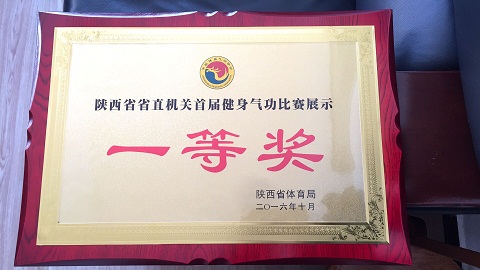 陕西省省直机关首届健身气功比赛展示
一等奖
陕西省体育局
二〇一六年十月